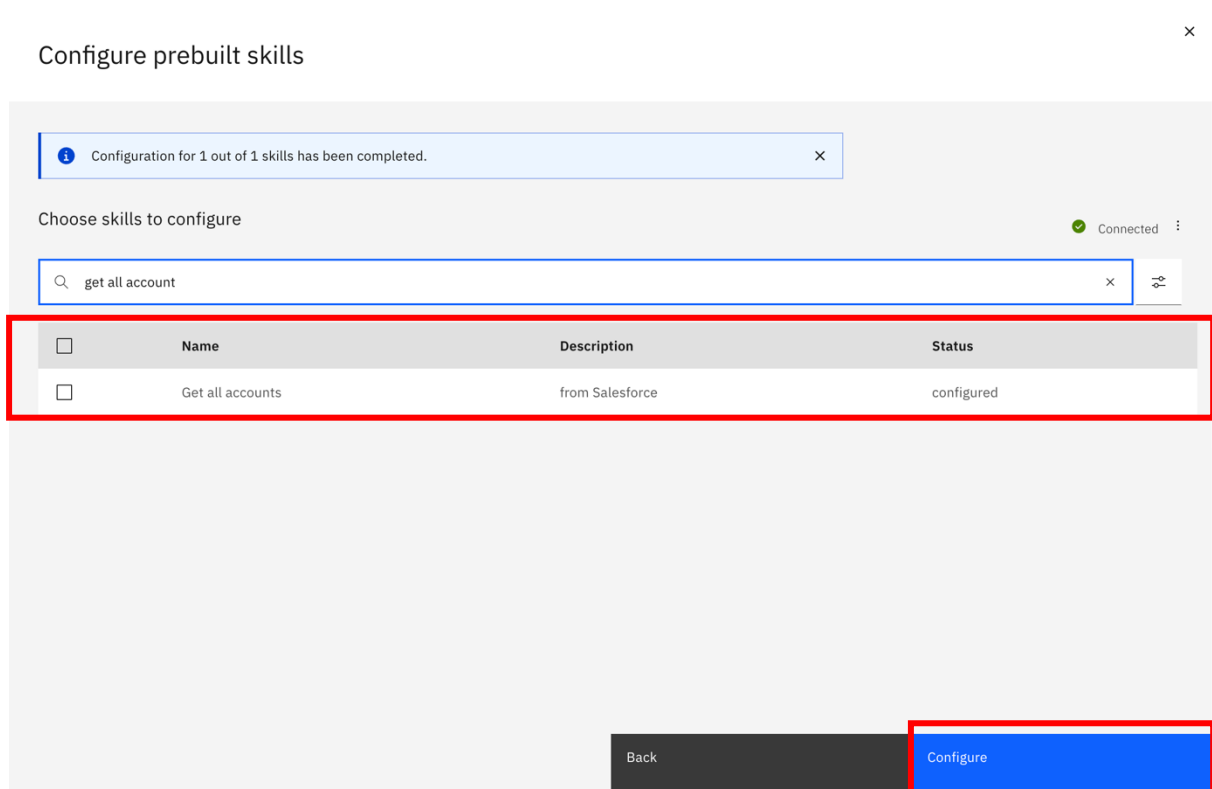 Configure prebuilt skills
Configuration for 1 out of 1 skills has been completed.
Choose skills to configure
Connected
get all account
Name Description Status
Get all accounts from Salesforce configured
Back Configure